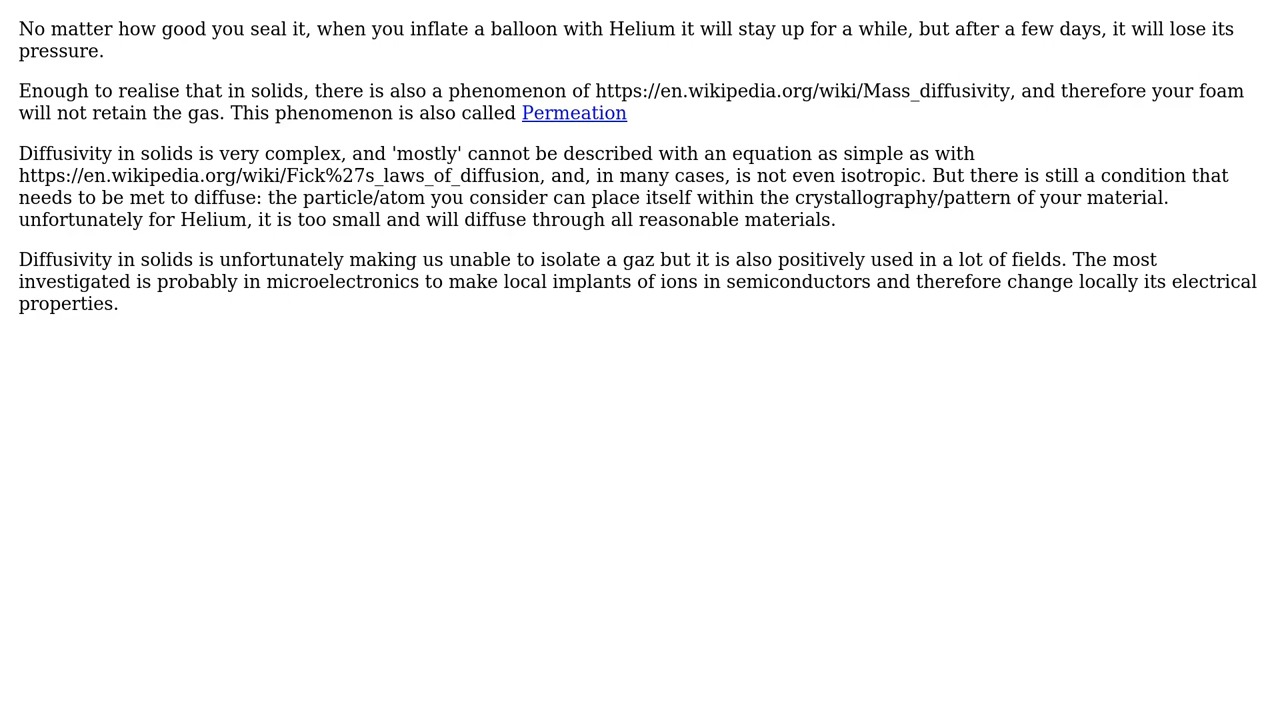 No matter how good you seal it, when you inflate a balloon with Helium it will stay up for a while, but after a few days, it will lose its
pressure.
Enough to realise that in solids, there is also a phenomenon of https://en.wikipedia.org/wiki/Mass_diffusivity, and therefore your foam
will not retain the gas. This phenomenon is also called Permeation
Diffusivity in solids is very complex, and 'mostly' cannot be described with an equation as simple as with
https://en.wikipedia.org/wiki/Fick%27s_laws_of_diffusion, and, in many cases, is not even isotropic. But there is still a condition that
needs to be met to diffuse: the particle/atom you consider can place itself within the crystallography/pattern of your material.
unfortunately for Helium, it is too small and will diffuse through all reasonable materials.
Diffusivity in solids is unfortunately making us unable to isolate a gaz but it is also positively used in a lot of fields. The most
investigated is probably in microelectronics to make local implants of ions in semiconductors and therefore change locally its electrical
properties.